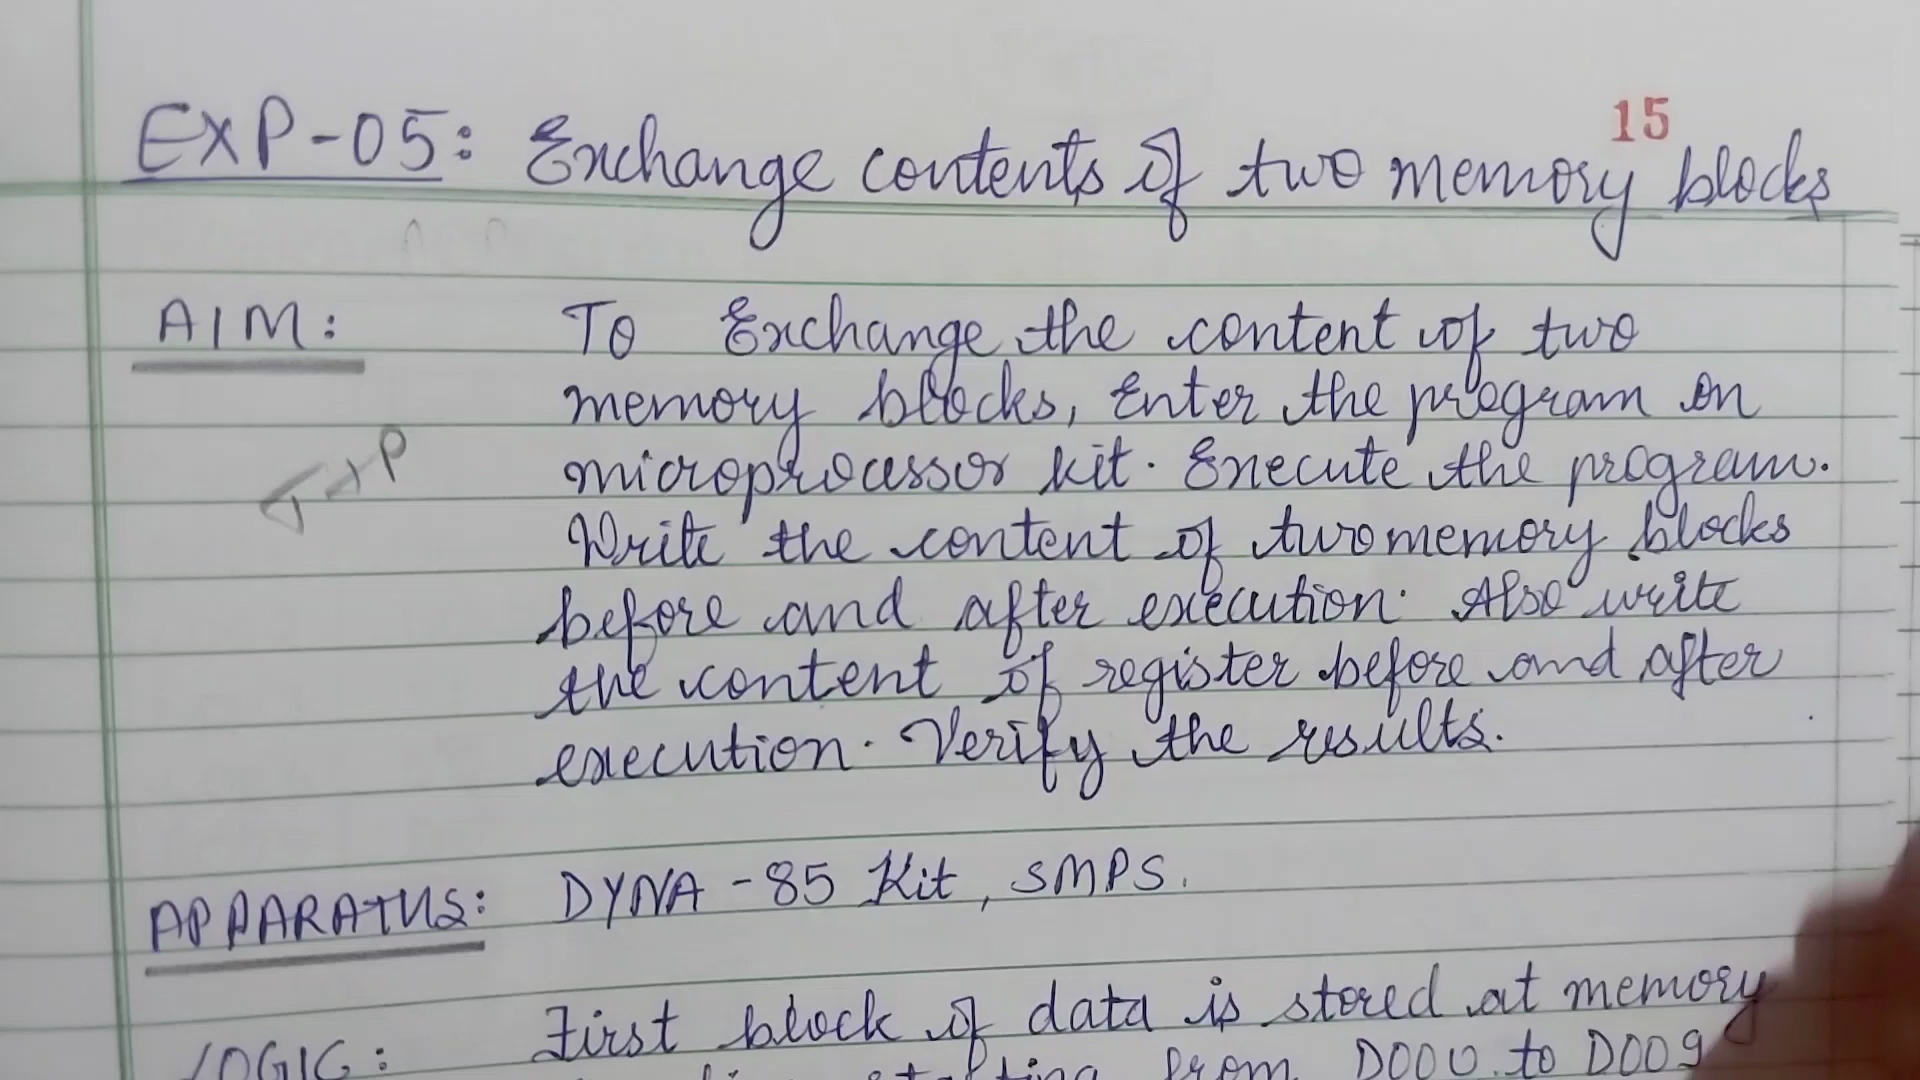 15
EXP-05: Exchange contents of two memory blocks
AIM: To Exchange the content of two
memory blocks, Enter the program on
microprocessor kit. Execute the program.
Write the content of two memory blocks
before and after execution. Also write
the content of register before and after
execution. Verify the results.
EXP
APPARATUS: DYNA-85 Kit, SMPS.
LOGIC: First block of data is stored at memory
starting from D000 to D009